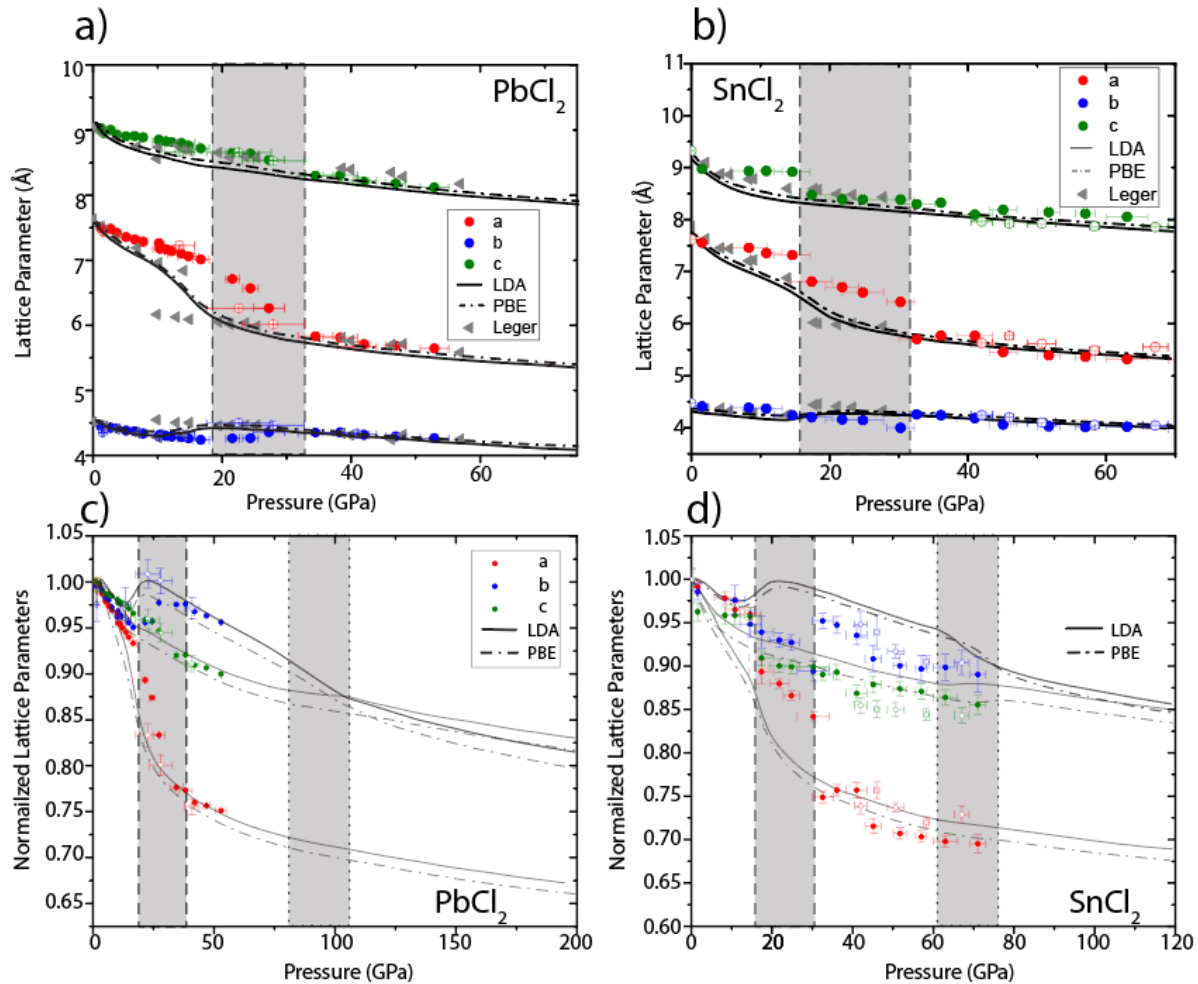 a)
PbCl₂
10
9
8
7
6
5
4
Lattice Parameter (Å)
a
b
c
LDA
PBE
Leger
0
20
40
60
Pressure (GPa)
b)
SnCl₂
11
10
9
8
7
6
5
4
Lattice Parameter (Å)
a
b
c
LDA
PBE
Leger
0
20
40
60
Pressure (GPa)
c)
1.05
1.00
0.95
0.90
0.85
0.80
0.75
0.70
0.65
Normailzed Lattice Parameters
a
b
c
LDA
PBE
PbCl₂
0
50
100
150
200
Pressure (GPa)
d)
1.05
1.00
0.95
0.90
0.85
0.80
0.75
0.70
0.65
0.60
Normailzed Lattice Parameters
LDA
PBE
SnCl₂
0
20
40
60
80
100
120
Pressure (GPa)